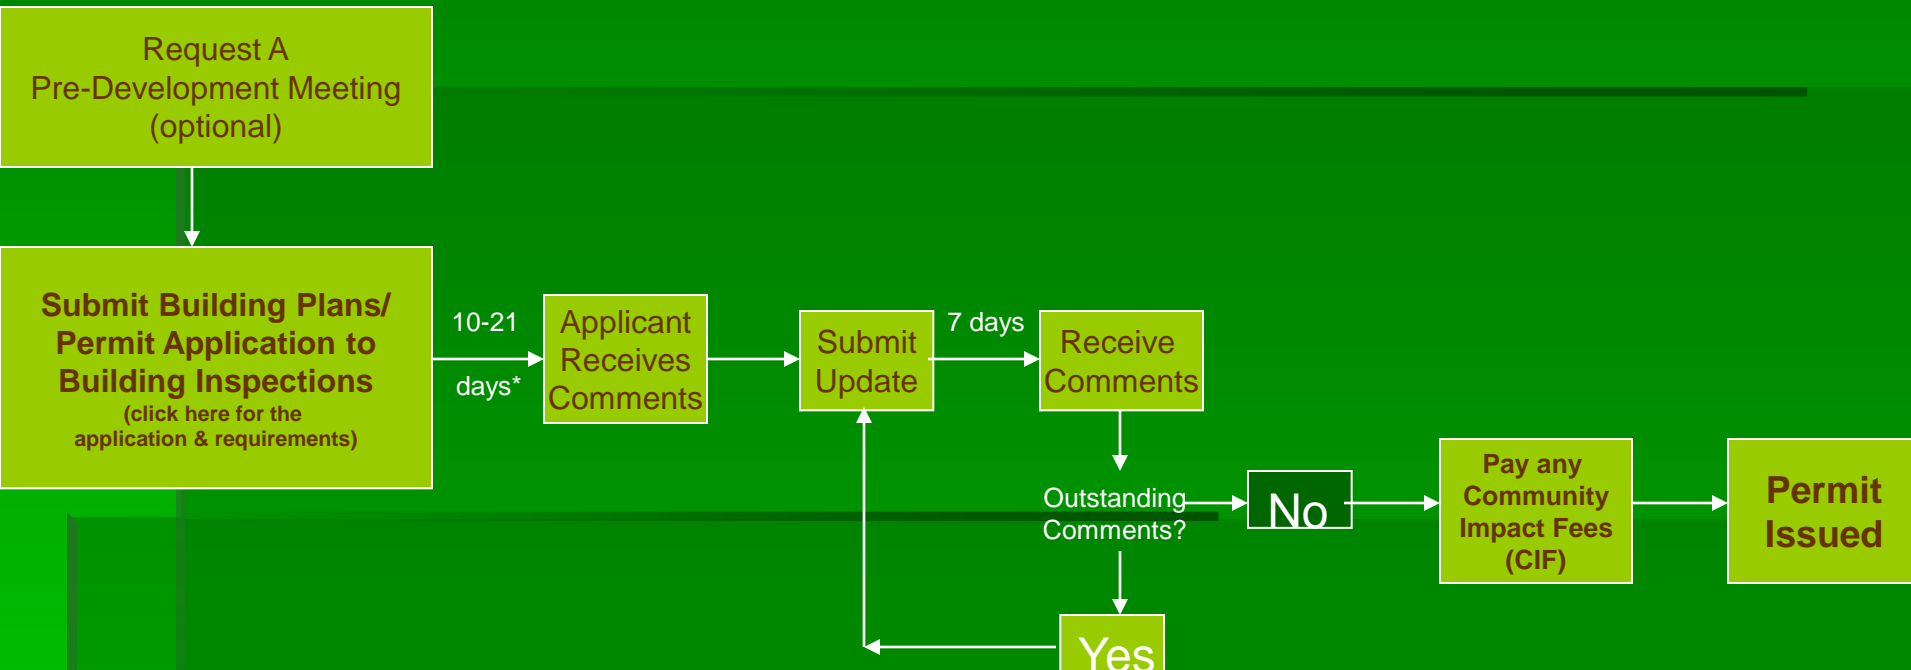 Request A
Pre-Development Meeting
(optional)
Submit Building Plans/
Permit Application to
Building Inspections
(click here for the
application & requirements)
10-21
days*
Applicant
Receives
Comments
Submit
Update
7 days
Receive
Comments
Outstanding
Comments?
No
Pay any
Community
Impact Fees
(CIF)
Permit
Issued
Yes